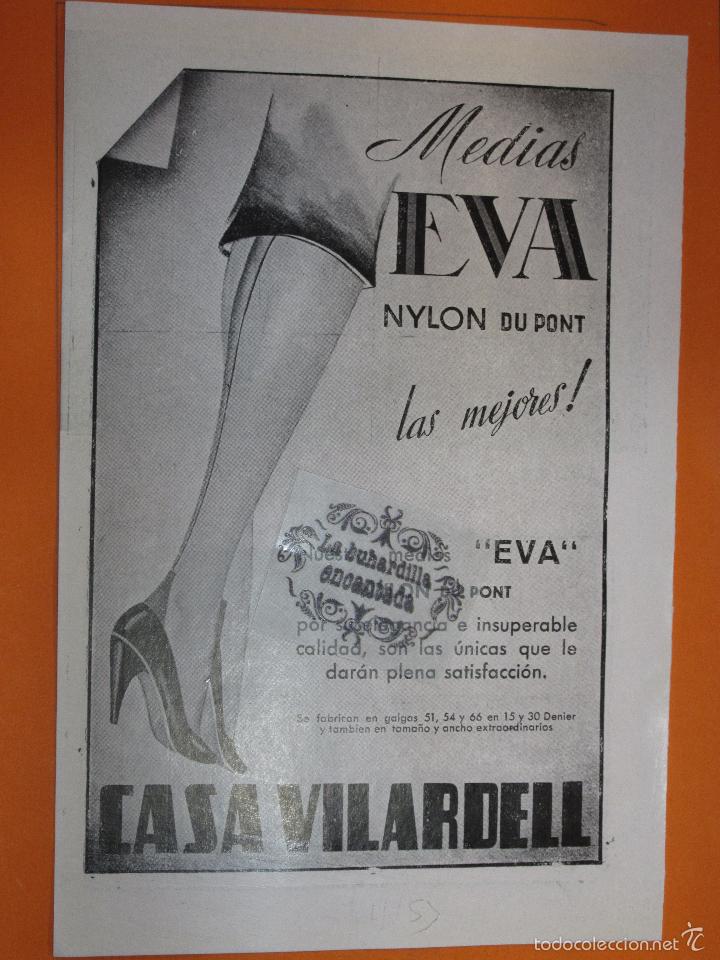 Medias
EVA
NYLON DU PONT
las mejores!
medias "EVA"
PONT
La buhardilla
encantada
por su elegancia e insuperable
calidad, son las únicas que le
darán plena satisfacción.
Se fabrican en galgas 51, 54 y 66 en 15 y 30 Denier
y tambien en tamaño y ancho extraordinarios
CASA VILARDELL
todocoleccion.net